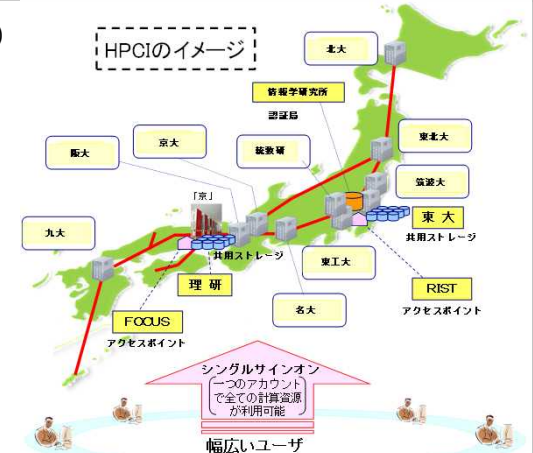 )
HPCIのイメージ
北大
情報学研究所
認証局
京大
阪大
統数研
東北大
筑波大
「京」
九大
東大
共用ストレージ
共用ストレージ
理研
東工大
RIST
アクセスポイント
名大
FOCUS
アクセスポイント
シングルサインオン
一つのアカウント
で全ての計算資源
が利用可能
幅広いユーザ